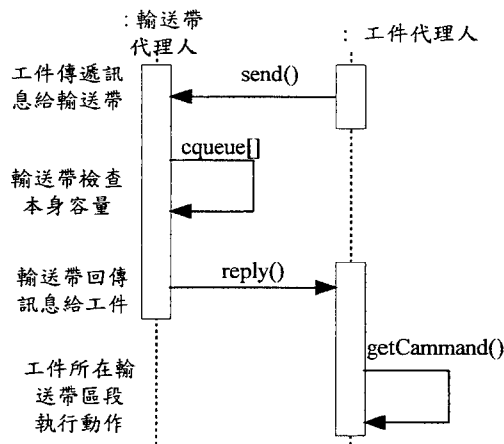 : 輸送帶
代理人
: 工件代理人
工件傳遞訊
息給輸送帶
send()
cqueue[]
輸送帶檢查
本身容量
輸送帶回傳
訊息給工件
reply()
getCammand()
工件所在輸
送帶區段
執行動作